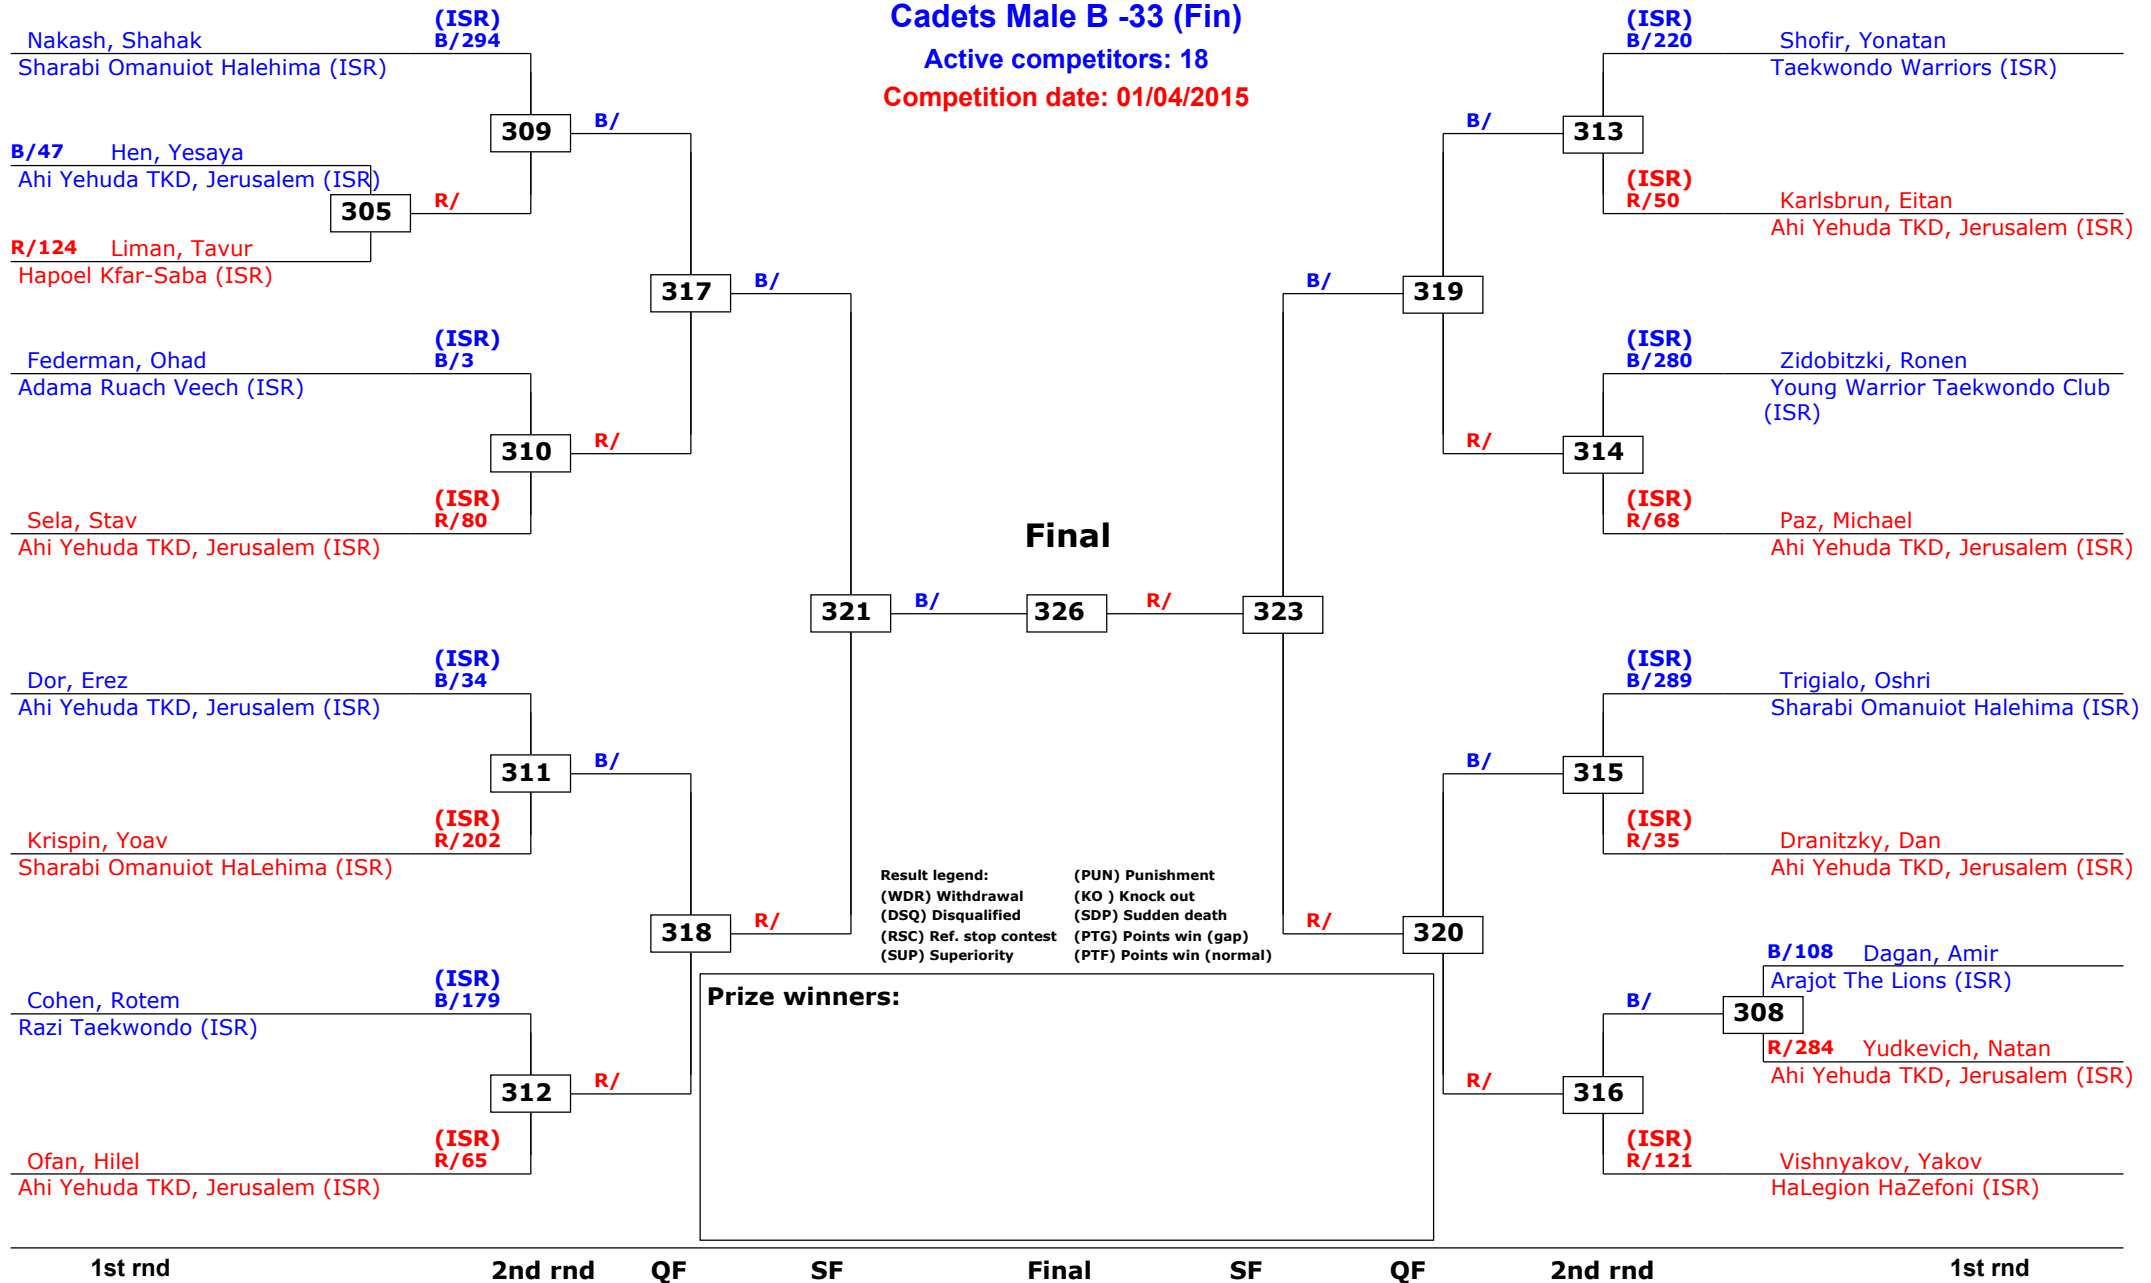 Cadets Male B -33 (Fin)
Active competitors: 18
Competition date: 01/04/2015
(ISR)
Nakash, Shahak B/294
Sharabi Omanuiot Halehima (ISR)
309 B/
B/47 Hen, Yesaya
Ahi Yehuda TKD, Jerusalem (ISR)
305 R/
R/124 Liman, Tavur
Hapoel Kfar-Saba (ISR)
317 B/
(ISR)
Federman, Ohad B/3
Adama Ruach Veech (ISR)
310 R/
(ISR)
Sela, Stav R/80
Ahi Yehuda TKD, Jerusalem (ISR)
321 B/
(ISR)
Dor, Erez B/34
Ahi Yehuda TKD, Jerusalem (ISR)
311 B/
(ISR)
Krispin, Yoav R/202
Sharabi Omanuiot HaLehima (ISR)
318 R/
(ISR)
Cohen, Rotem B/179
Razi Taekwondo (ISR)
312 R/
(ISR)
Ofan, Hilel R/65
Ahi Yehuda TKD, Jerusalem (ISR)
Final
326
(ISR)
B/220 Shofir, Yonatan
Taekwondo Warriors (ISR)
B/ 313
(ISR)
R/50 Karlsbrun, Eitan
Ahi Yehuda TKD, Jerusalem (ISR)
B/ 319
(ISR)
B/280 Zidobitzki, Ronen
Young Warrior Taekwondo Club
(ISR)
R/ 314
(ISR)
R/68 Paz, Michael
Ahi Yehuda TKD, Jerusalem (ISR)
R/ 323
(ISR)
B/289 Trigialo, Oshri
Sharabi Omanuiot Halehima (ISR)
B/ 315
(ISR)
R/35 Dranitzky, Dan
Ahi Yehuda TKD, Jerusalem (ISR)
R/ 320
B/108 Dagan, Amir
Arajot The Lions (ISR)
B/ 308
R/284 Yudkevich, Natan
Ahi Yehuda TKD, Jerusalem (ISR)
R/ 316
(ISR)
R/121 Vishnyakov, Yakov
HaLegion HaZefoni (ISR)
Result legend: (PUN) Punishment
(WDR) Withdrawal (KO ) Knock out
(DSQ) Disqualified (SDP) Sudden death
(RSC) Ref. stop contest (PTG) Points win (gap)
(SUP) Superiority (PTF) Points win (normal)
Prize winners:
1st rnd 2nd rnd QF SF Final SF QF 2nd rnd 1st rnd